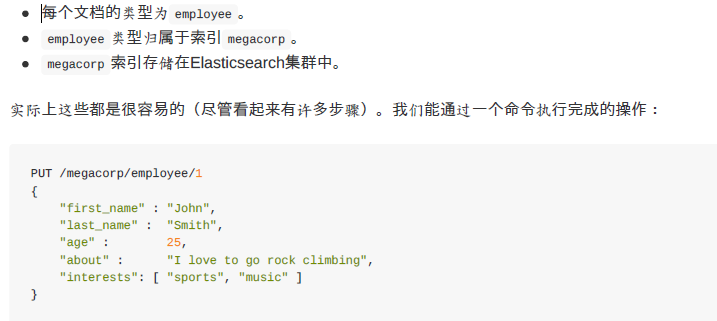 每个文档的类型为 employee 。
employee 类型归属于索引 megacorp 。
megacorp 索引存储在Elasticsearch集群中。
实际上这些都是很容易的（尽管看起来有许多步骤）。我们能通过一个命令执行完成的操作：
PUT /megacorp/employee/1
{
    "first_name" : "John",
    "last_name" :  "Smith",
    "age" :        25,
    "about" :      "I love to go rock climbing",
    "interests": [ "sports", "music" ]
}